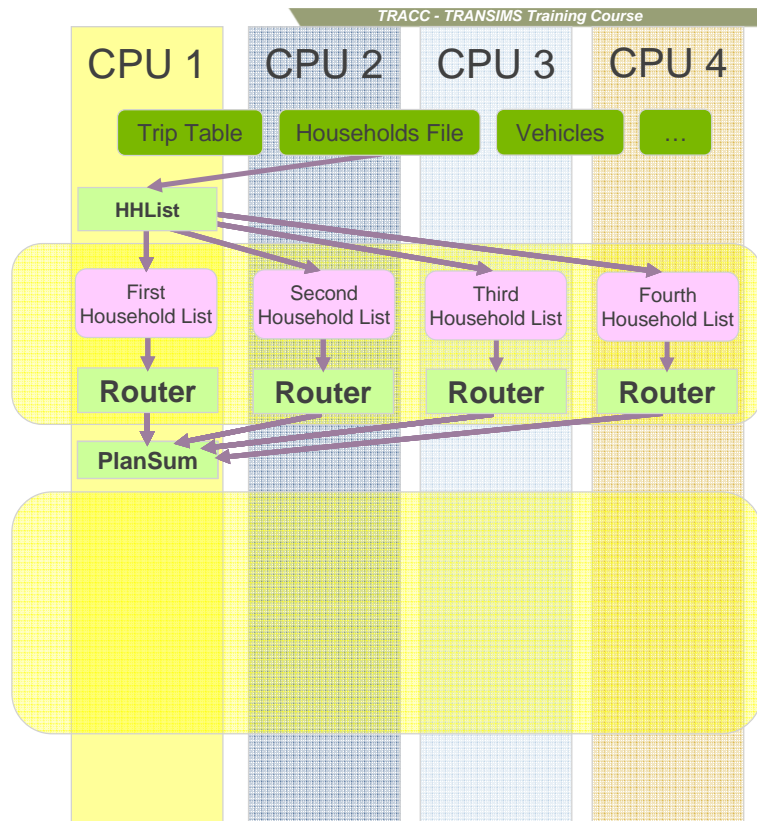 TRACC - TRANSIMS Training Course
CPU 1
CPU 2
CPU 3
CPU 4
Trip Table
Households File
Vehicles
…
HHList
First
Household List
Second
Household List
Third
Household List
Fourth
Household List
Router
Router
Router
Router
PlanSum